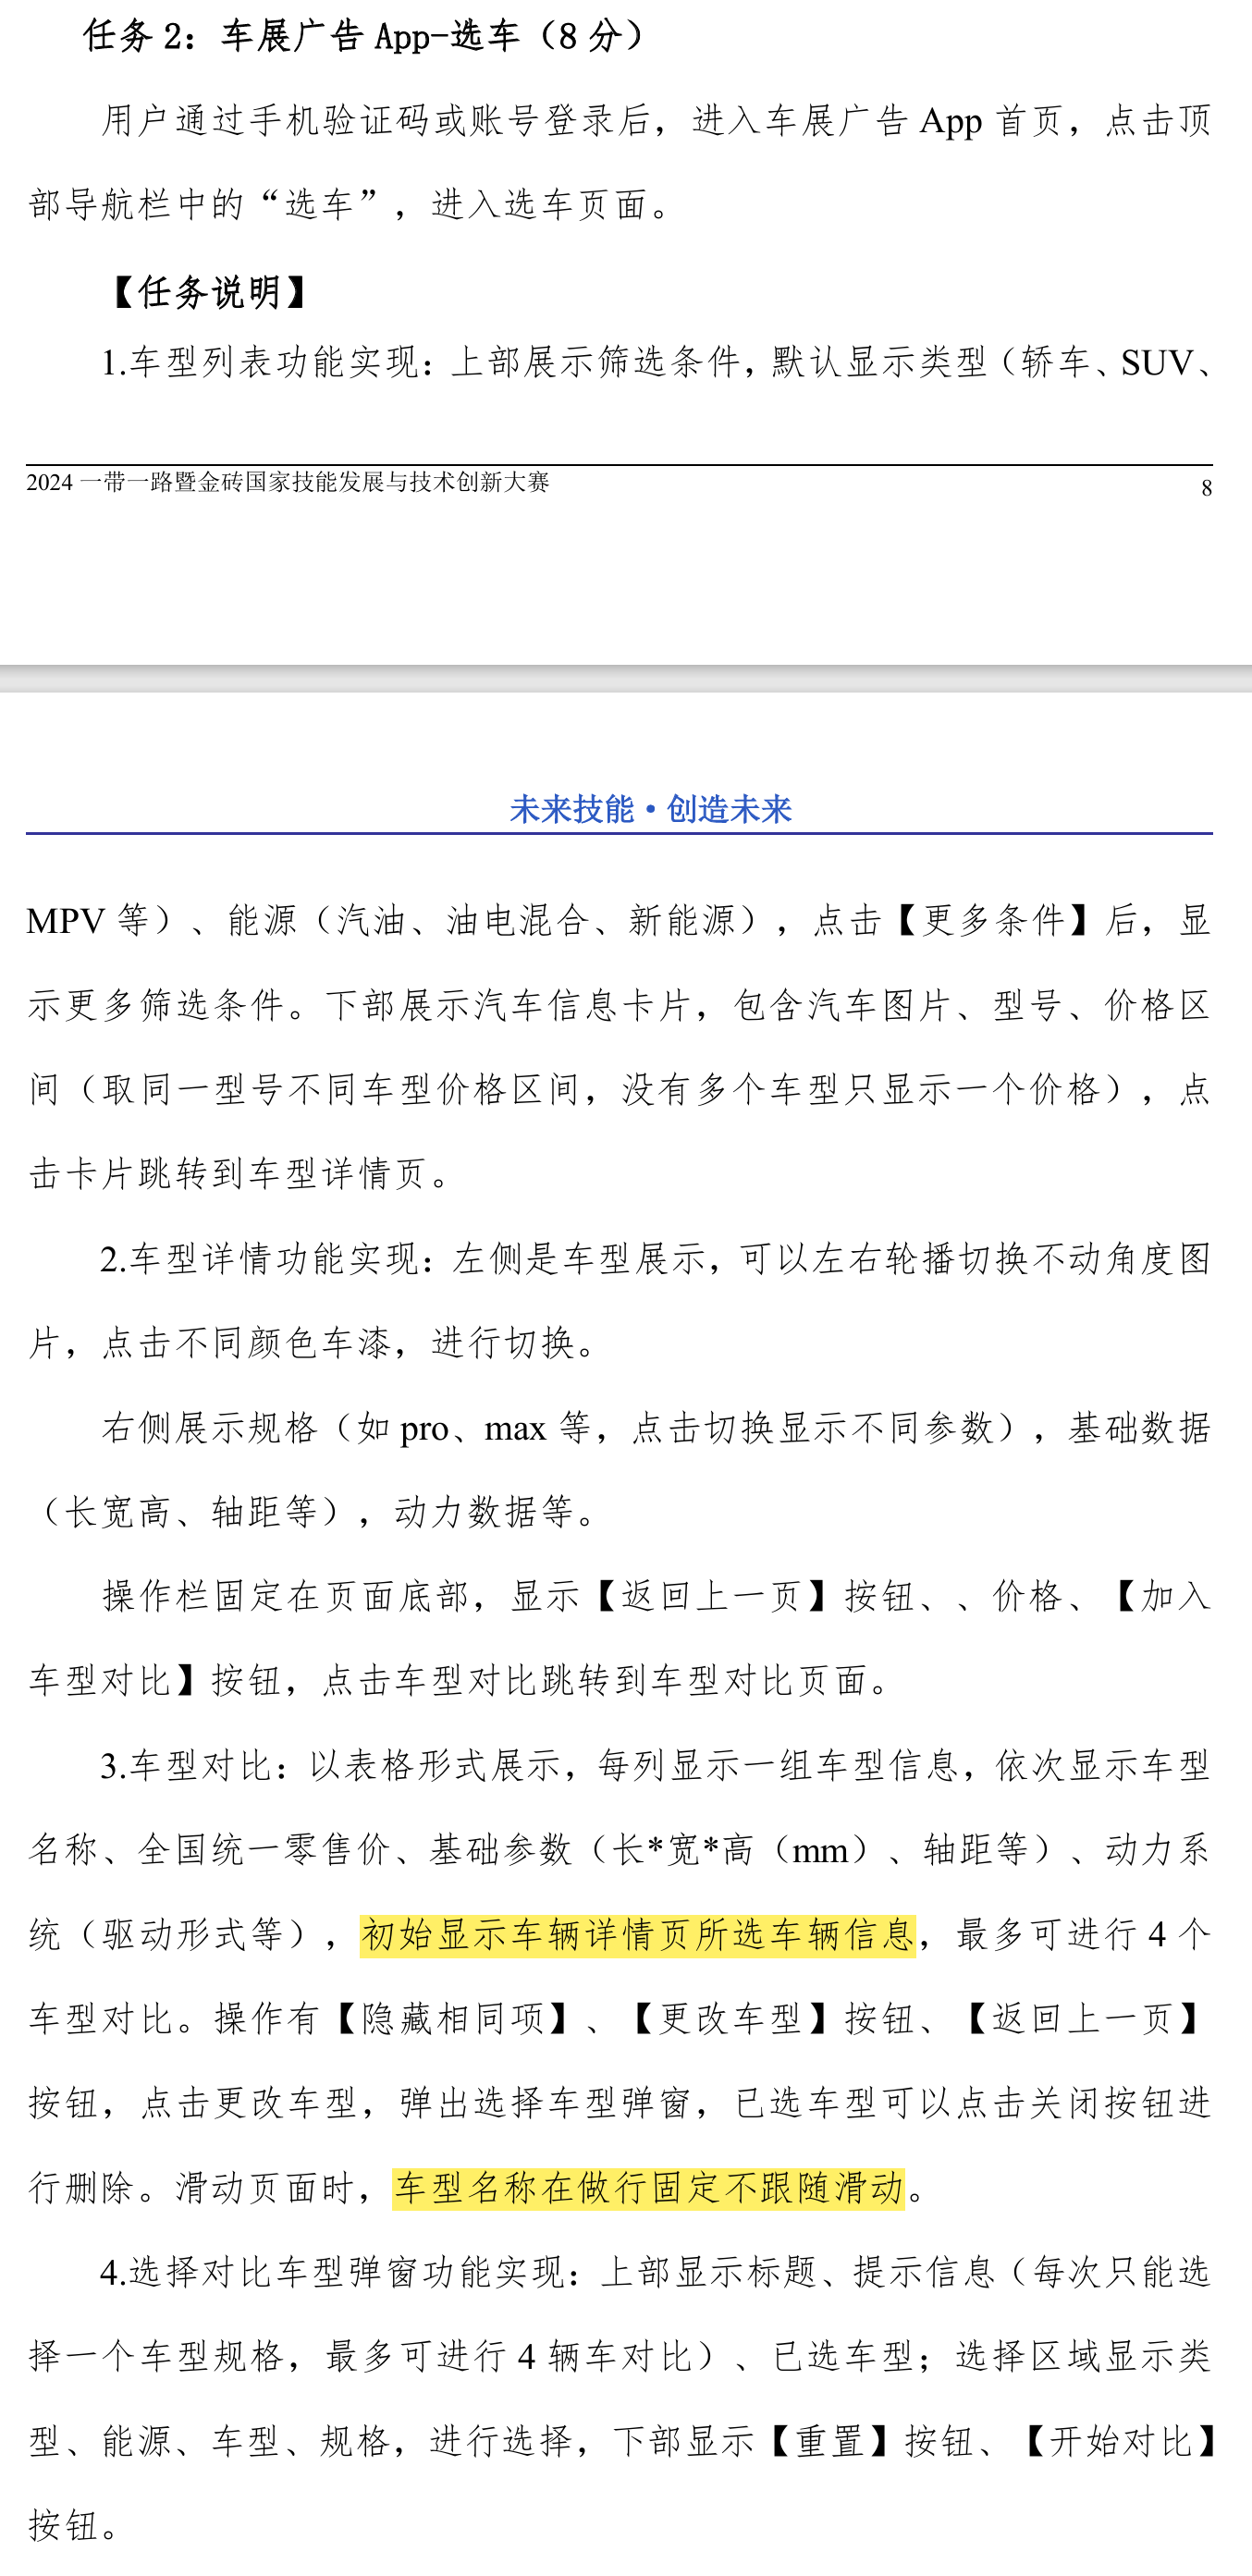 任务 2：车展广告 App-选车（8 分）
用户通过手机验证码或账号登录后，进入车展广告 App 首页，点击顶
部导航栏中的“选车”，进入选车页面。
【任务说明】
1.车型列表功能实现：上部展示筛选条件，默认显示类型（轿车、SUV、
2024 一带一路暨金砖国家技能发展与技术创新大赛
8
未来技能·创造未来
MPV 等）、能源（汽油、油电混合、新能源），点击【更多条件】后，显
示更多筛选条件。下部展示汽车信息卡片，包含汽车图片、型号、价格区
间（取同一型号不同车型价格区间，没有多个车型只显示一个价格），点
击卡片跳转到车型详情页。
2.车型详情功能实现：左侧是车型展示，可以左右轮播切换不动角度图
片，点击不同颜色车漆，进行切换。
右侧展示规格（如 pro、max 等，点击切换显示不同参数），基础数据
（长宽高、轴距等），动力数据等。
操作栏固定在页面底部，显示【返回上一页】按钮、、价格、【加入
车型对比】按钮，点击车型对比跳转到车型对比页面。
3.车型对比：以表格形式展示，每列显示一组车型信息，依次显示车型
名称、全国统一零售价、基础参数（长*宽*高（mm）、轴距等）、动力系
统（驱动形式等），初始显示车辆详情页所选车辆信息，最多可进行 4 个
车型对比。操作有【隐藏相同项】、【更改车型】按钮、【返回上一页】
按钮，点击更改车型，弹出选择车型弹窗，已选车型可以点击关闭按钮进
行删除。滑动页面时，车型名称在做行固定不跟随滑动。
4.选择对比车型弹窗功能实现：上部显示标题、提示信息（每次只能选
择一个车型规格，最多可进行 4 辆车对比）、已选车型；选择区域显示类
型、能源、车型、规格，进行选择，下部显示【重置】按钮、【开始对比】
按钮。